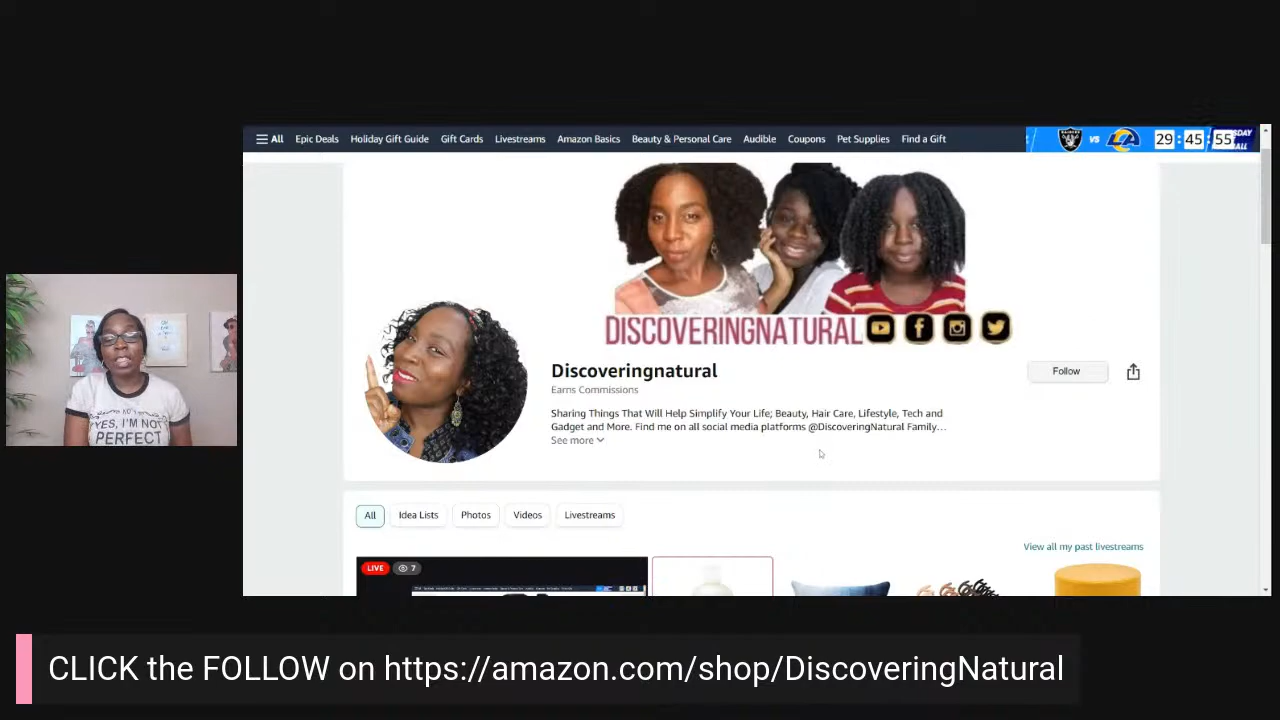 All Epic Deals Holiday Gift Guide Gift Cards Livestreams Amazon Basics Beauty & Personal Care Audible Coupons Pet Supplies Find a Gift
RAIDERS VS 29 : 45 : 55
DISCOVERINGNATURAL
Discoveringnatural
Earns Commissions
Follow
Sharing Things That Will Help Simplify Your Life; Beauty, Hair Care, Lifestyle, Tech and
Gadget and More. Find me on all social media platforms @DiscoveringNatural Family...
See more
All Idea Lists Photos Videos Livestreams
View all my past livestreams
LIVE 7
YES, I'M NOT
PERFECT
CLICK the FOLLOW on https://amazon.com/shop/DiscoveringNatural